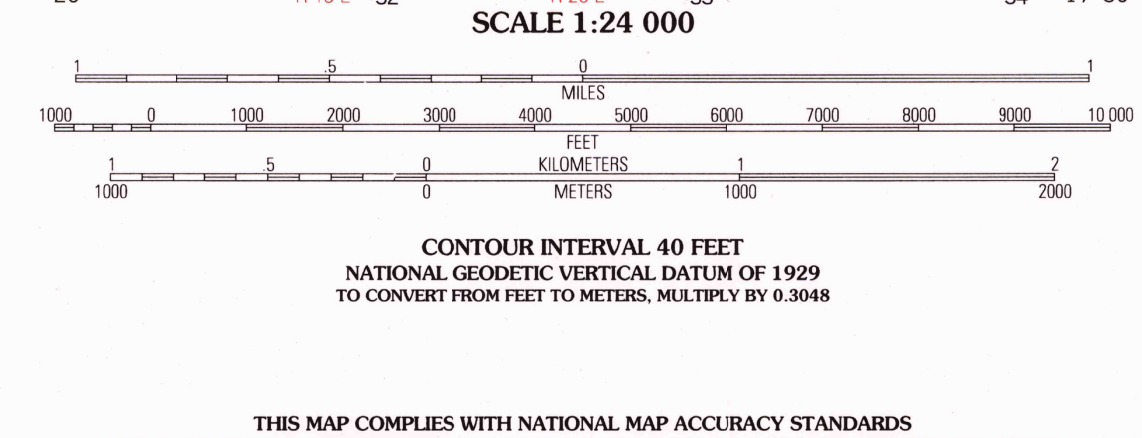 SCALE 1:24 000
1 .5 0 1
MILES
1000 0 1000 2000 3000 4000 5000 6000 7000 8000 9000 10 000
FEET
1 .5 0 KILOMETERS 1 2
1000 0 METERS 1000 2000
CONTOUR INTERVAL 40 FEET
NATIONAL GEODETIC VERTICAL DATUM OF 1929
TO CONVERT FROM FEET TO METERS, MULTIPLY BY 0.3048
THIS MAP COMPLIES WITH NATIONAL MAP ACCURACY STANDARDS